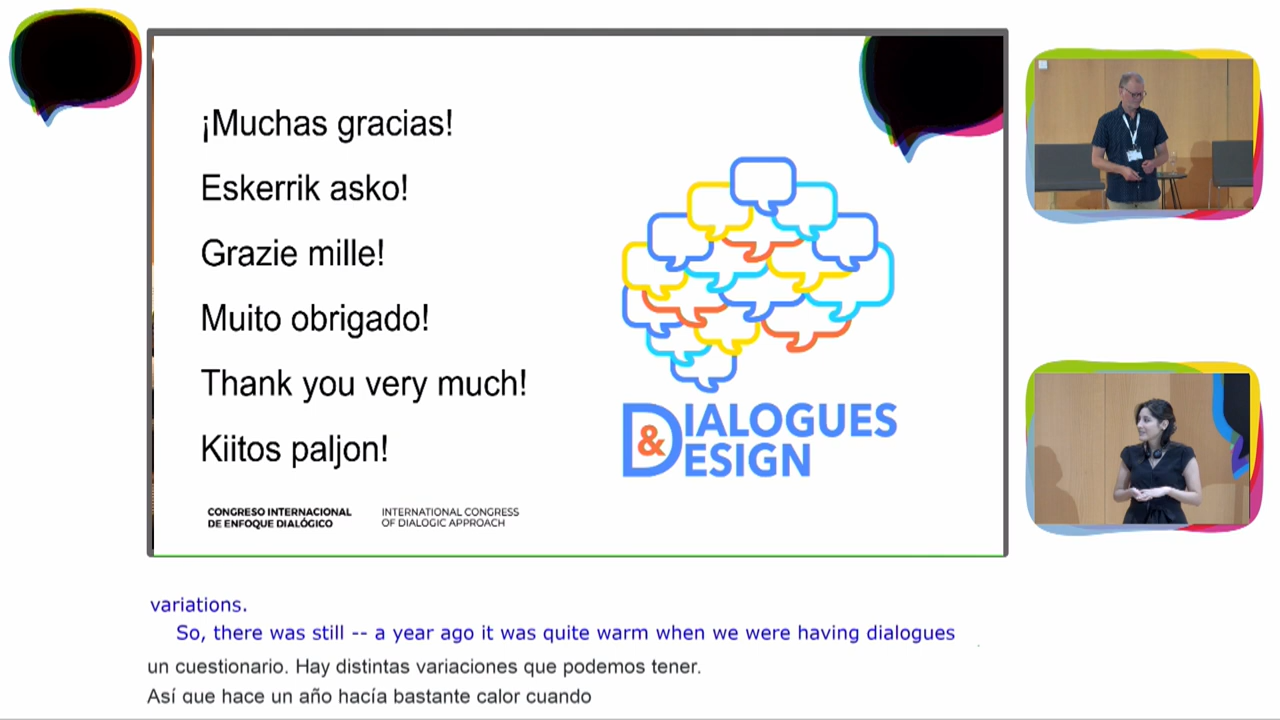 ¡Muchas gracias!
Eskerrik asko!
Grazie mille!
Muito obrigado!
Thank you very much!
Kiitos paljon!
DIALOGUES
& DESIGN
CONGRESO INTERNACIONAL
DE ENFOQUE DIALÓGICO
INTERNATIONAL CONGRESS
OF DIALOGIC APPROACH
variations.
So, there was still -- a year ago it was quite warm when we were having dialogues
un cuestionario. Hay distintas variaciones que podemos tener.
Así que hace un año hacía bastante calor cuando